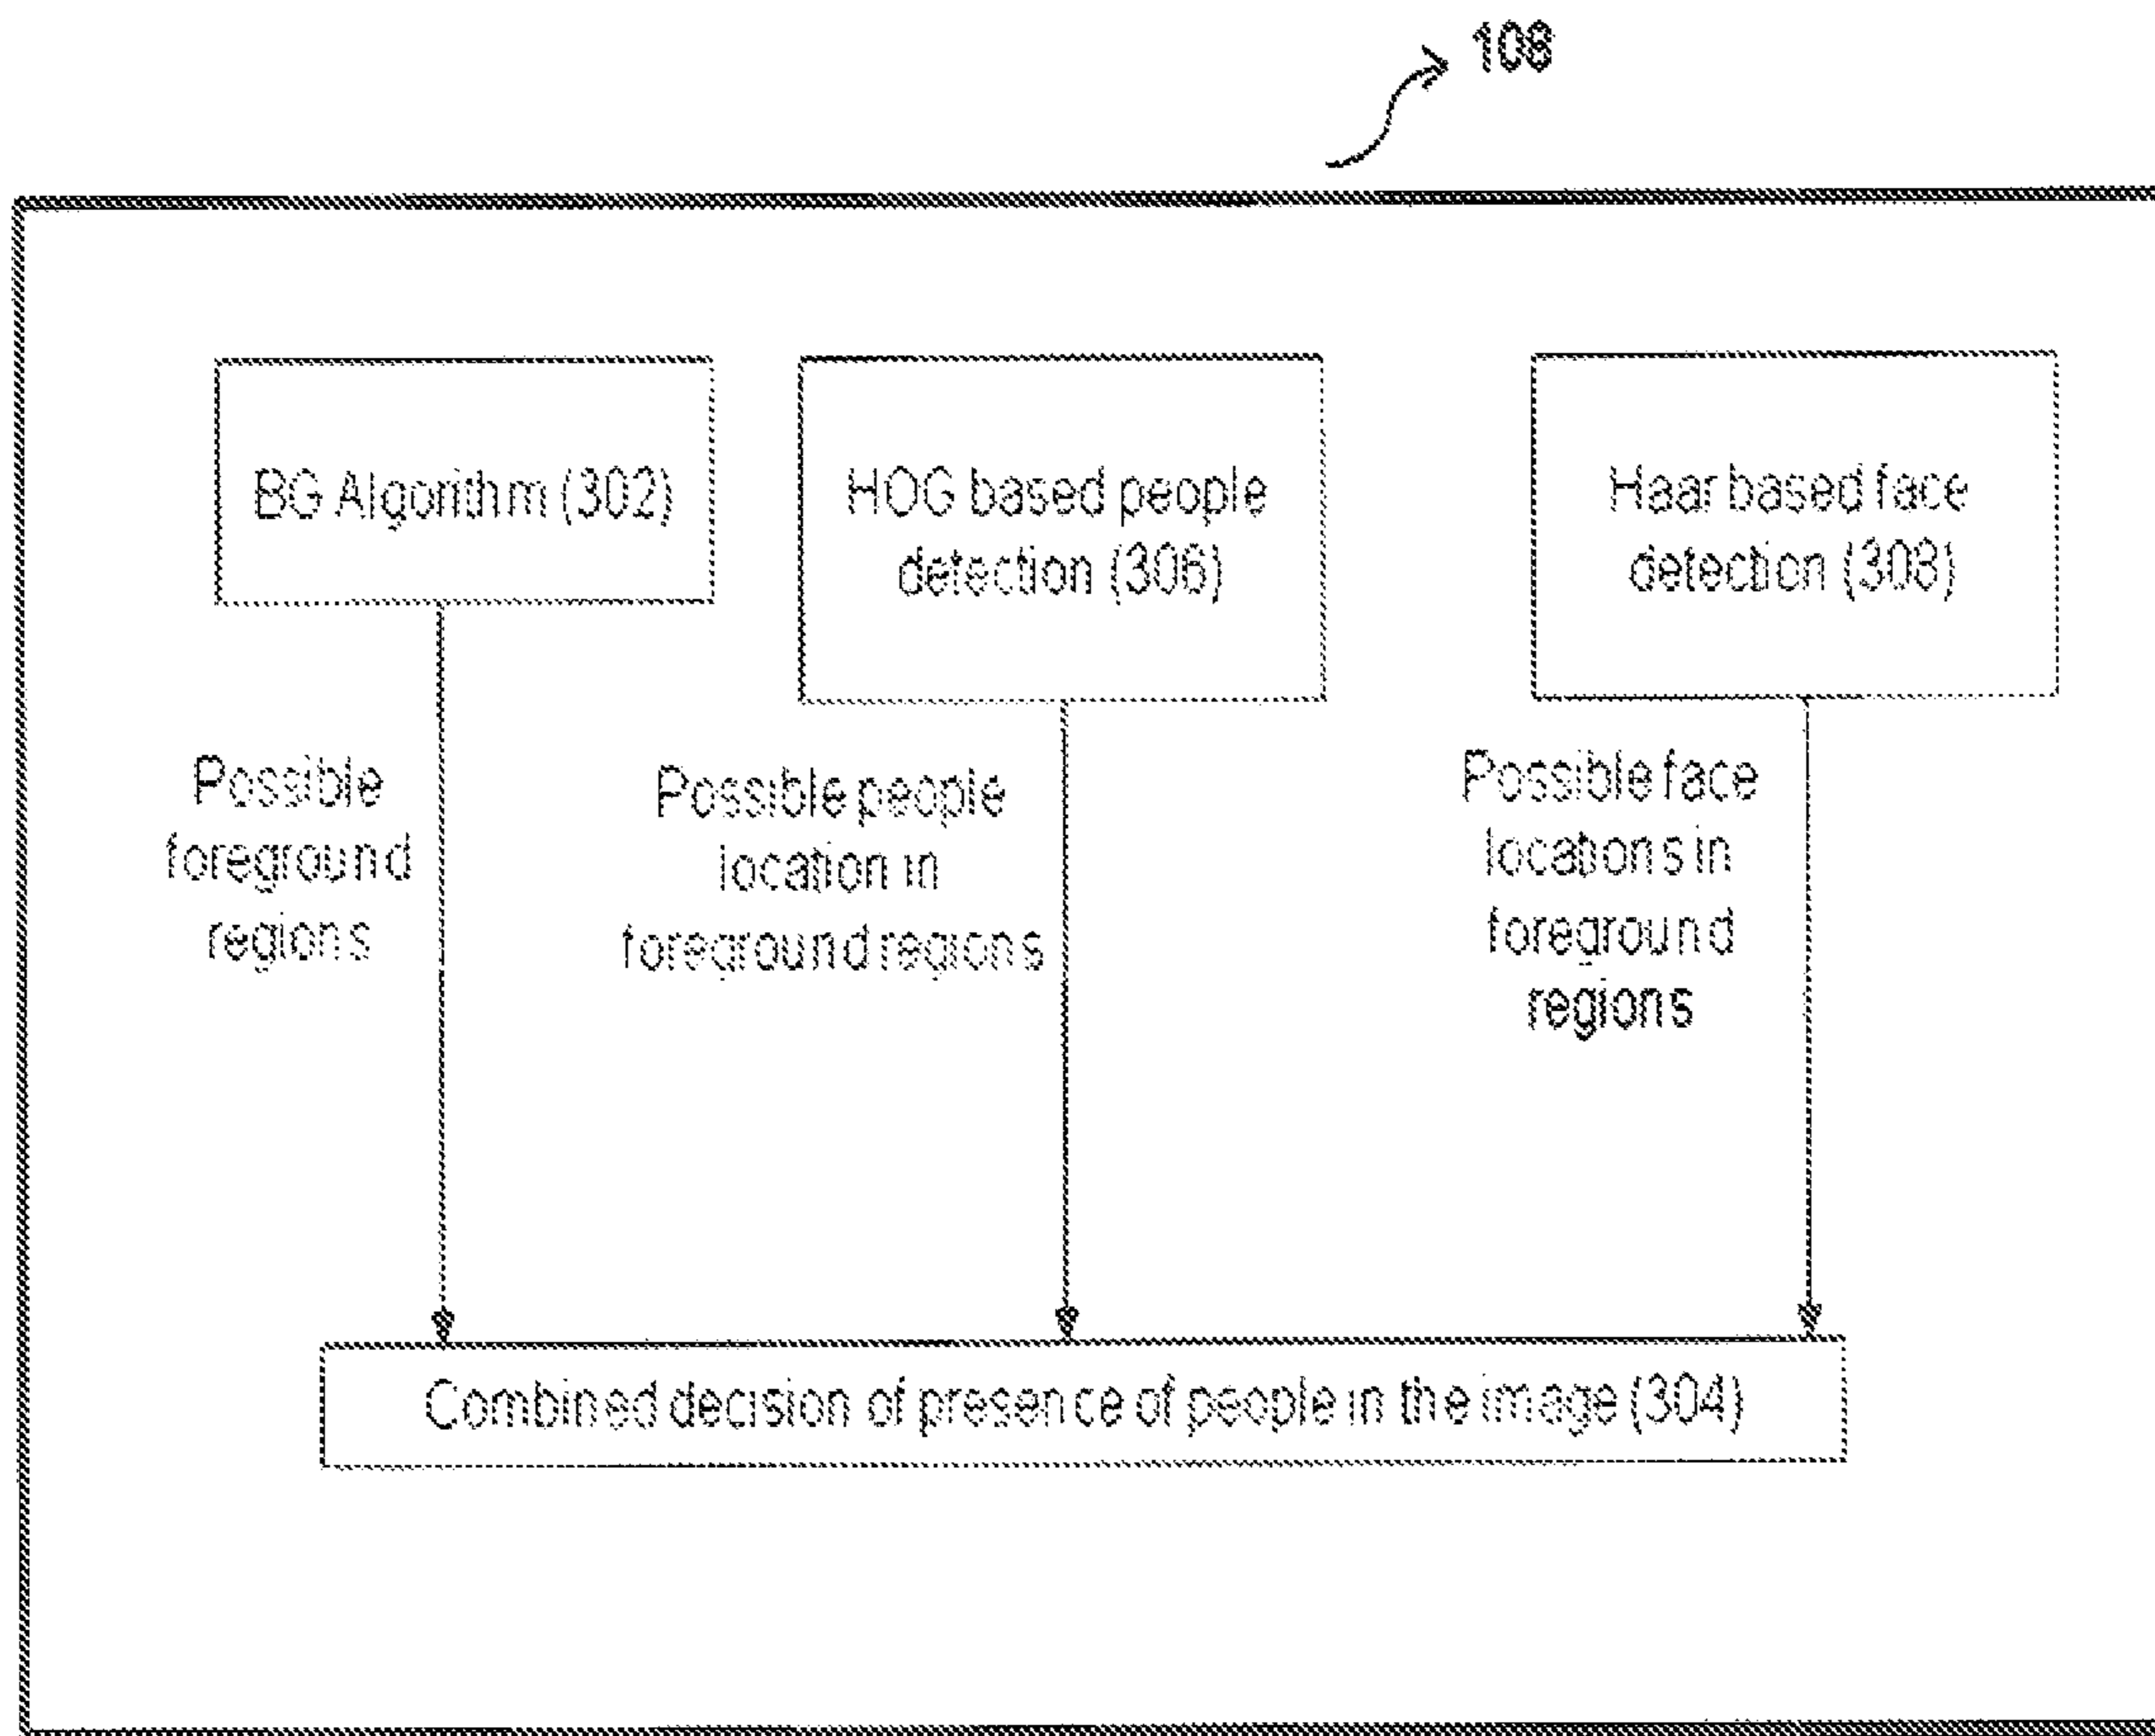 108
BG Algorithm (302)
HOG based people
detection (306)
Haar based face
detection (308)
Possible
foreground
regions
Possible people
location in
foreground regions
Possible face
locations in
foreground
regions
Combined decision of presence of people in the image (304)